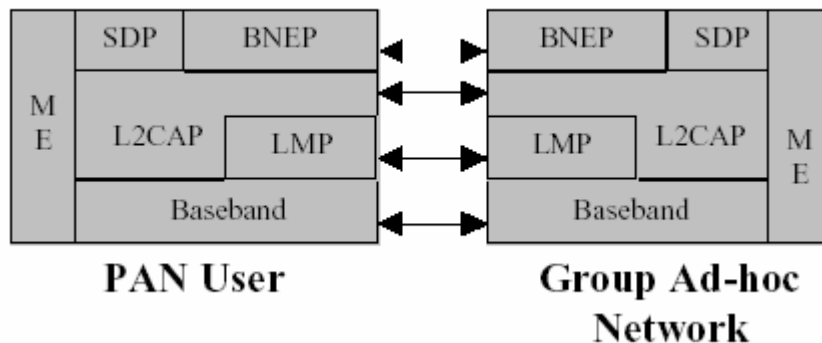 SDP BNEP BNEP SDP
M
E
L2CAP LMP LMP L2CAP
M
E
Baseband Baseband
PAN User
Group Ad-hoc
Network